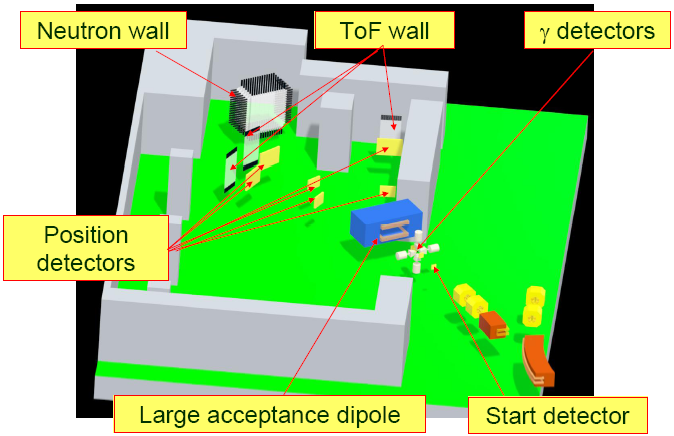 Neutron wall
ToF wall
γ detectors
Position
detectors
Large acceptance dipole
Start detector